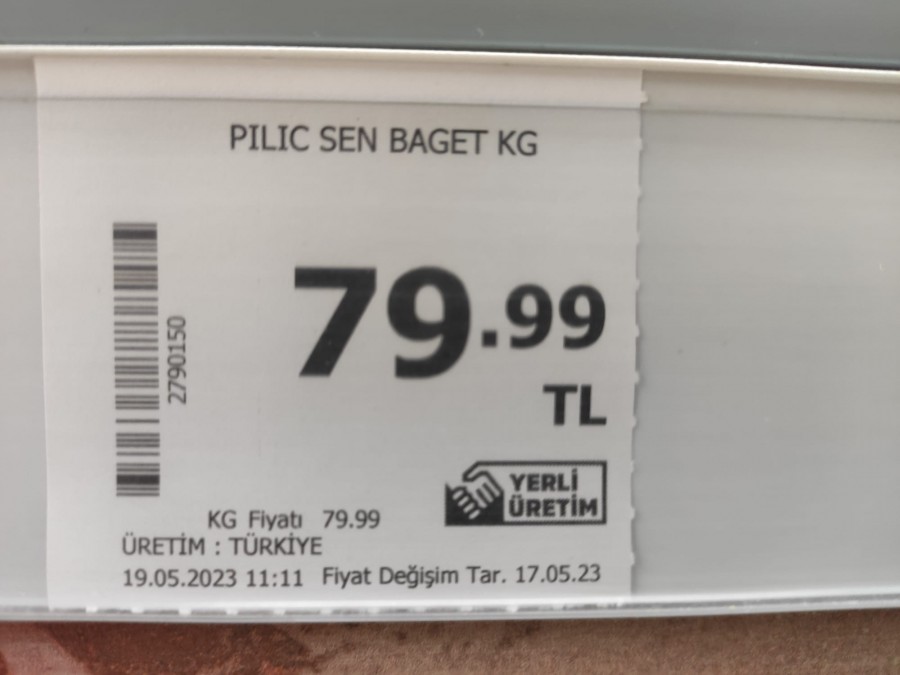 PILIC SEN BAGET KG
2790150
79.99
TL
YERLİ
ÜRETİM
KG Fiyatı 79.99
ÜRETİM : TÜRKİYE
19.05.2023 11:11 Fiyat Değişim Tar. 17.05.23